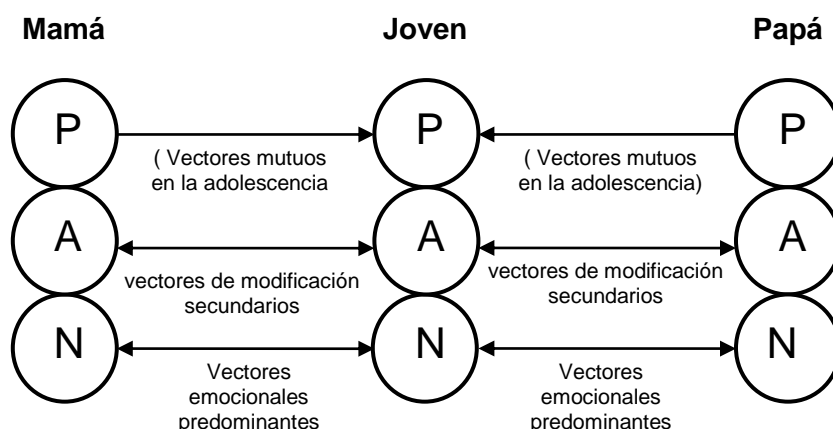 Mamá
Joven
Papá
P
P
P
( Vectores mutuos
en la adolescencia
( Vectores mutuos
en la adolescencia)
A
A
A
vectores de modificación
secundarios
vectores de modificación
secundarios
N
N
N
Vectores
emocionales
predominantes
Vectores
emocionales
predominantes